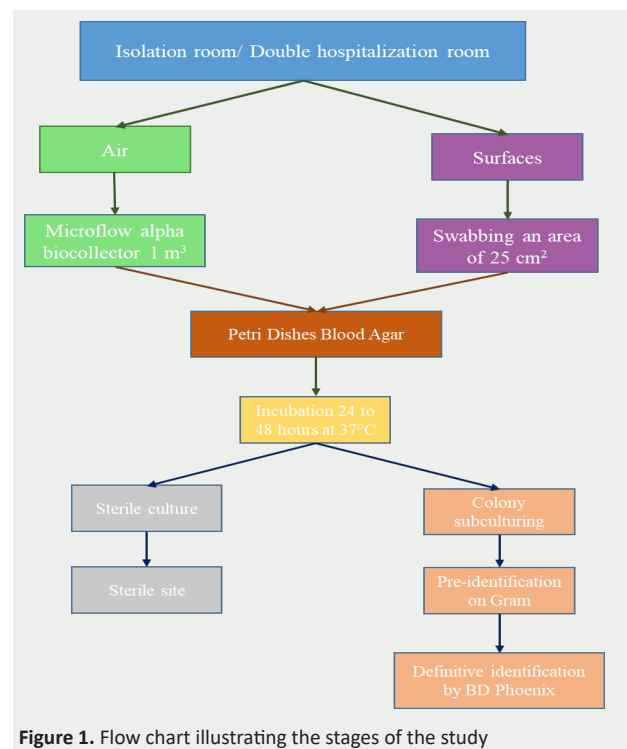 Isolation room/ Double hospitalization room
Air
Surfaces
Microflow alpha
biocollector 1 m³
Swabbing an area
of 25 cm²
Petri Dishes Blood Agar
Incubation 24 to
48 hours at 37°C
Sterile culture
Colony
subculturing
Sterile site
Pre-identification
on Gram
Definitive identification
by BD Phoenix
Figure 1. Flow chart illustrating the stages of the study